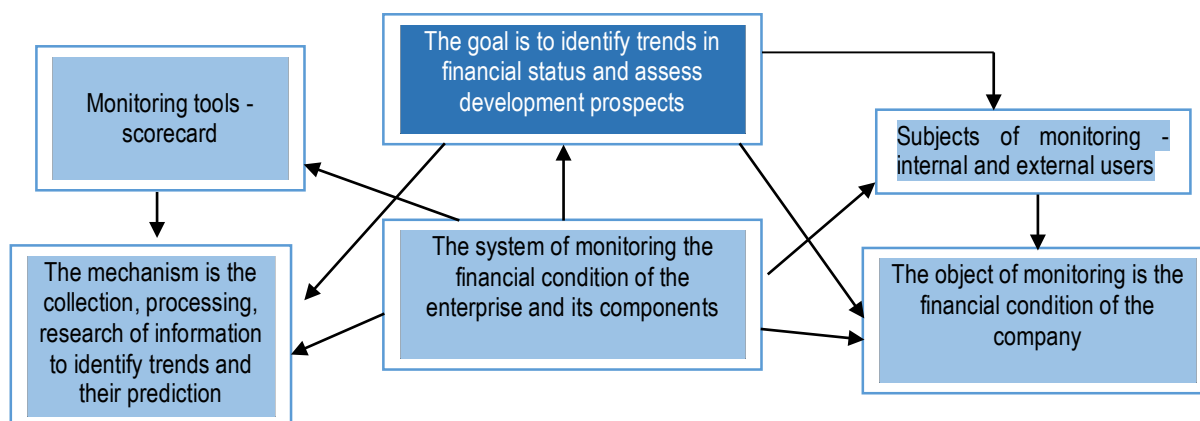 The goal is to identify trends in
financial status and assess
development prospects
Monitoring tools -
scorecard
Subjects of monitoring -
internal and external users
The system of monitoring the
financial condition of the
enterprise and its components
The mechanism is the
collection, processing,
research of information
to identify trends and
their prediction
The object of monitoring is the
financial condition of the
company